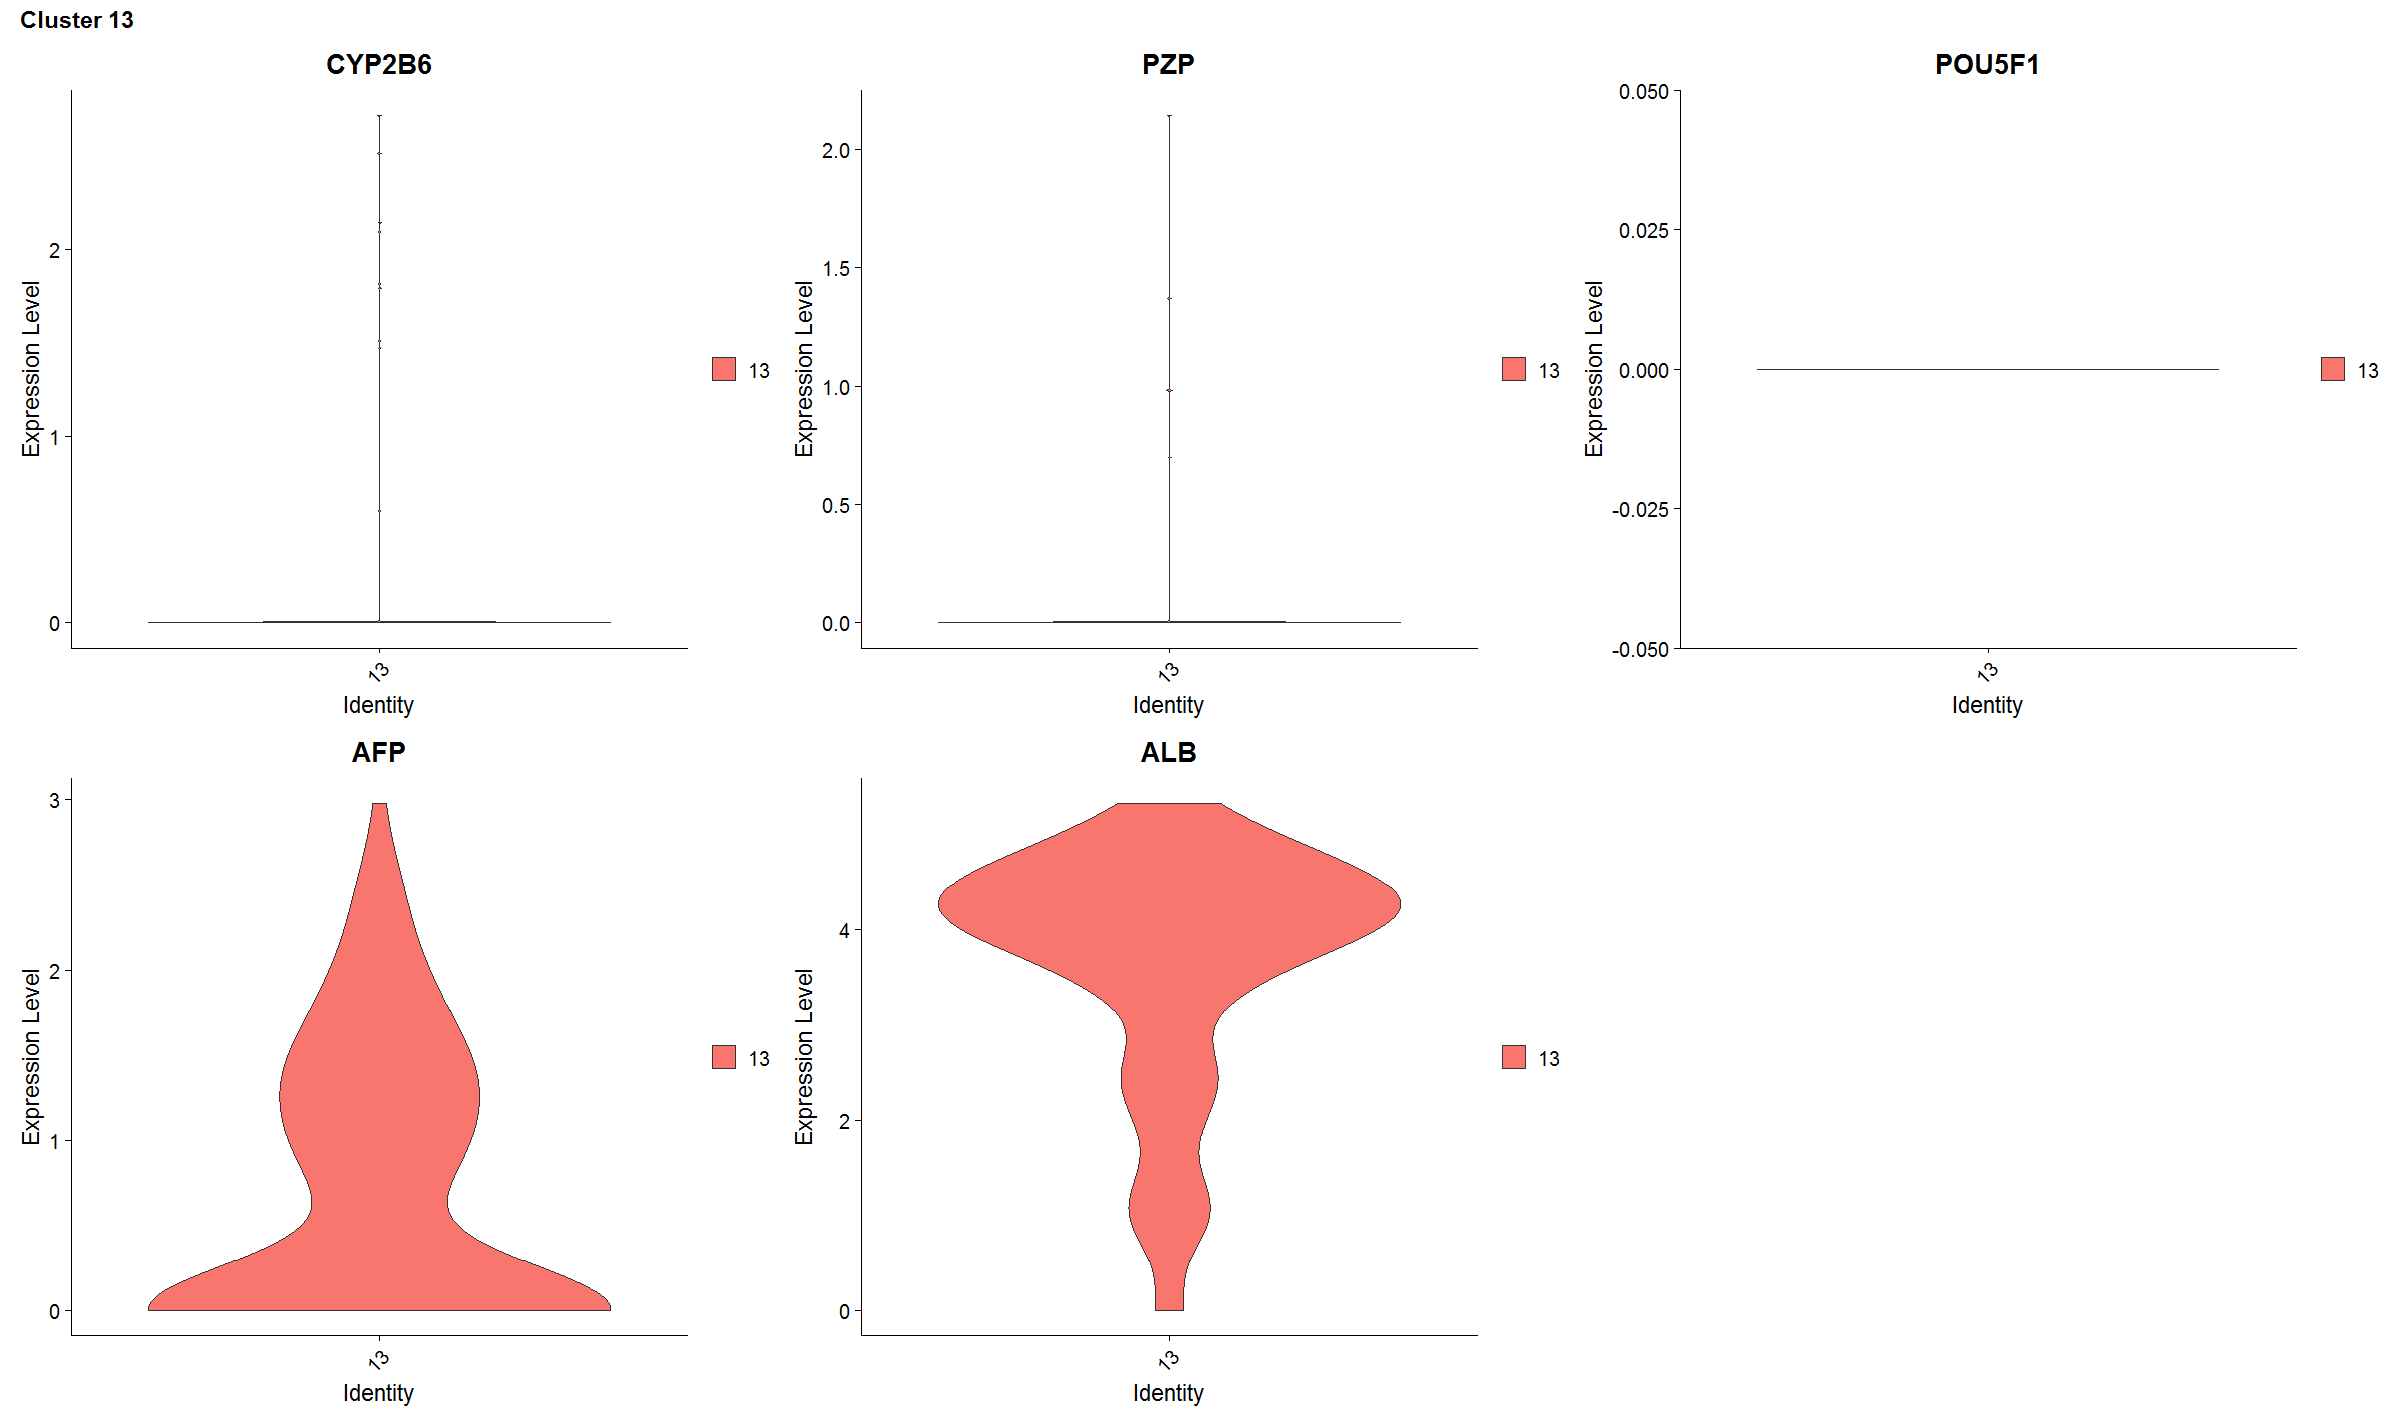 Cluster 13
CYP2B6
Expression Level
2
1
0
13
Identity
13
PZP
Expression Level
2.0
1.5
1.0
0.5
0.0
13
Identity
13
POU5F1
Expression Level
0.050
0.025
0.000
-0.025
-0.050
13
Identity
13
AFP
Expression Level
3
2
1
0
13
Identity
13
ALB
Expression Level
4
2
0
13
Identity
13